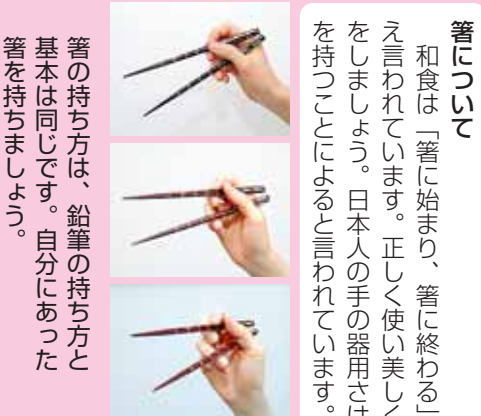 箸について
和食は「箸に始まり、箸に終わる」
え言われています。正しく使い美しく
をしましょう。日本人の手の器用さは
を持つことによると言われています。
箸の持ち方は、鉛筆の持ち方と
基本は同じです。自分にあった
箸を持ちましょう。